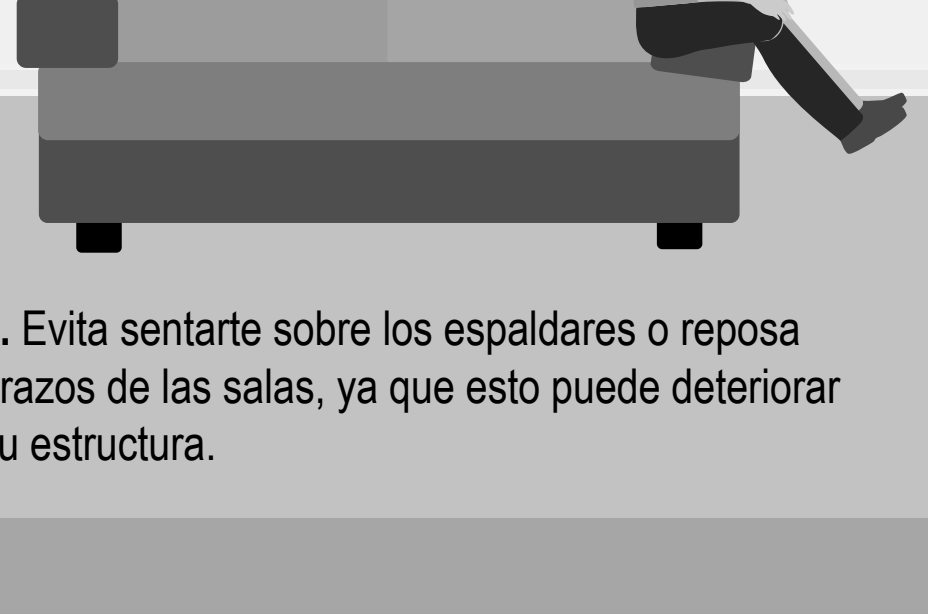 . Evita sentarte sobre los espaldares o reposa
razos de las salas, ya que esto puede deteriorar
u estructura.